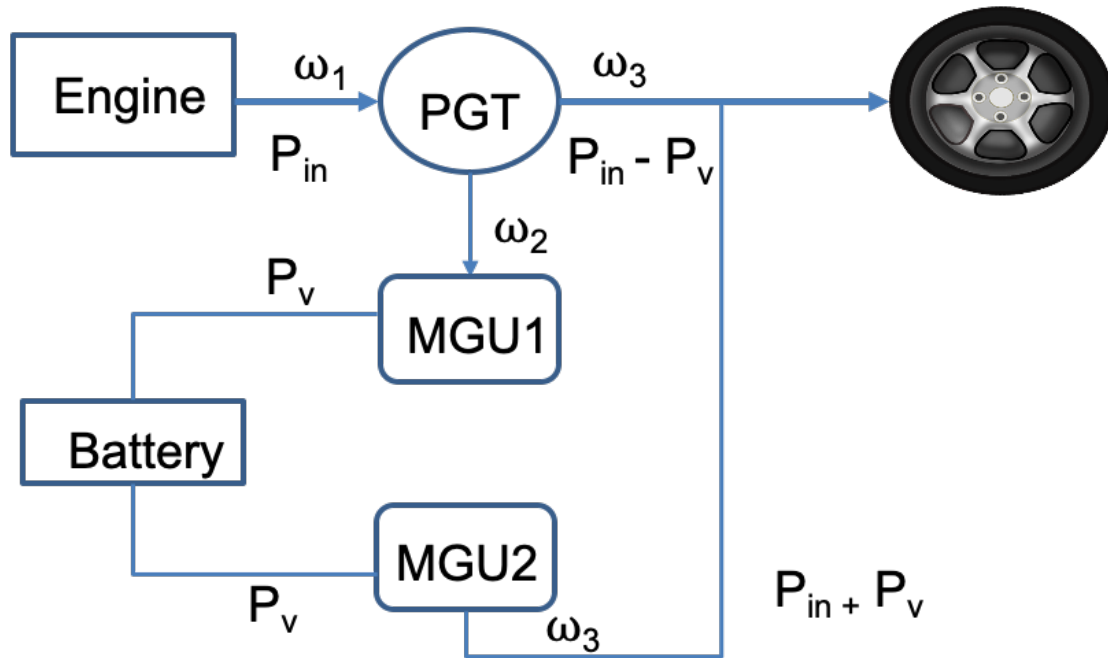 Engine
ω1
Pin
PGT
ω3
Pin - Pv
ω2
Pv
MGU1
Battery
MGU2
Pv
ω3
Pin + Pv